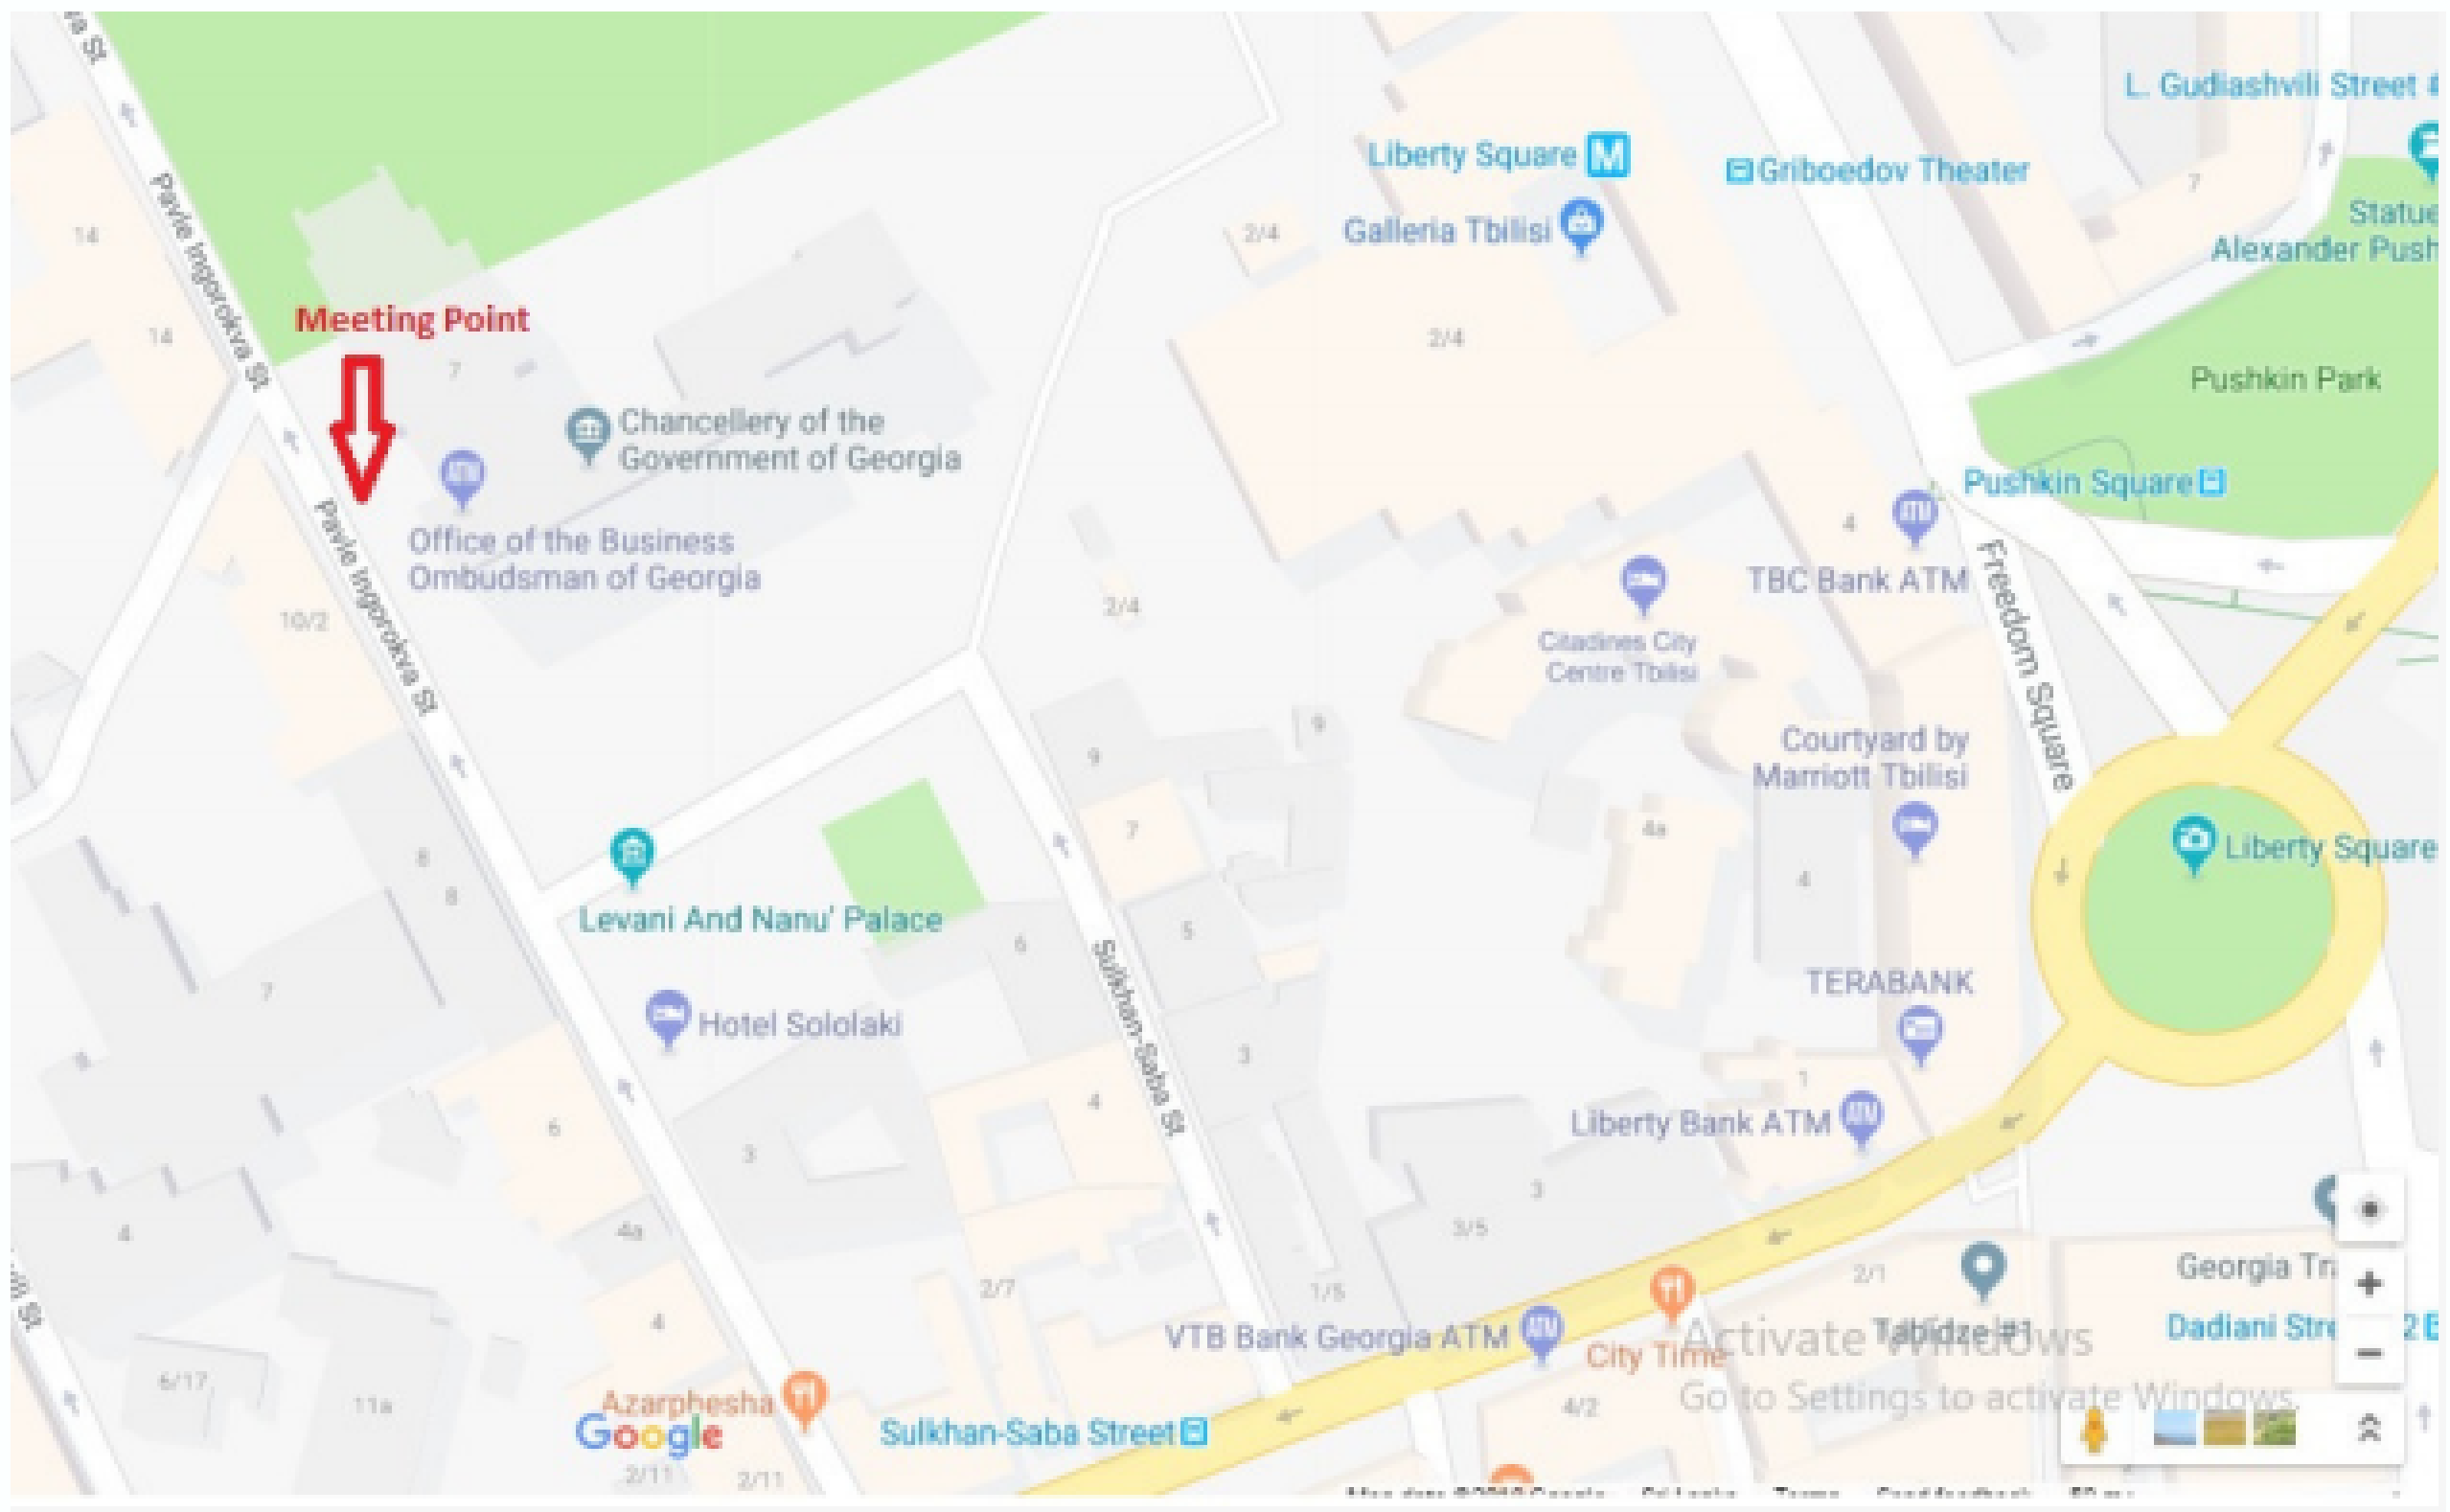 Pavle Ingorokva St
14
14
Meeting Point
7
Chancellery of the
Government of Georgia
Office of the Business
Ombudsman of Georgia
Pavle Ingorokva St
10/2
Liberty Square M
Galleria Tbilisi
2/4
2/4
2/4
Griboedov Theater
L. Gudiashvili Street
7
Statue
Alexander Push
Pushkin Park
Pushkin Square
4
TBC Bank ATM
Freedom Square
Citadines City
Centre Tbilisi
Courtyard by
Marriott Tbilisi
4a
4
Liberty Square
TERABANK
1
Liberty Bank ATM
9
9
7
5
6
3
4
Sulkhan-Saba St
Levani And Nanu' Palace
Hotel Sololaki
8
8
7
6
3
4
4a
4
2/7
1/5
3
3/5
VTB Bank Georgia ATM
City Time
2/1
Tabidze #1
Georgia Tr
Dadiani Stre
2
Activate Windows
Go to Settings to activate Windows.
4/2
6/17
11a
Azarphesha
Google
Sulkhan-Saba Street
2/11
2/11